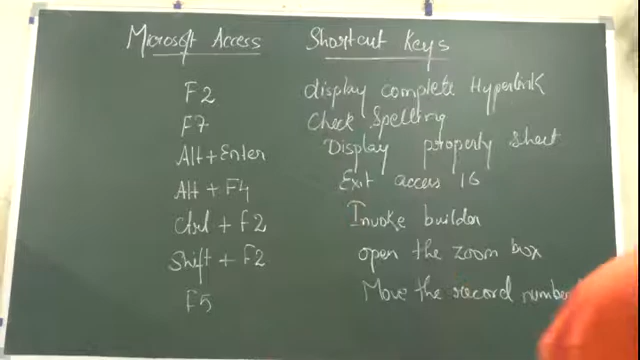 Microsoft Access Shortcut Keys
F2 display complete Hyperlink
F7 Check Spelling
Alt+Enter Display property sheet
Alt + F4 Exit access 16
Ctrl + F2 Invoke builder
Shift + F2 open the zoom box
F5 Move the record number